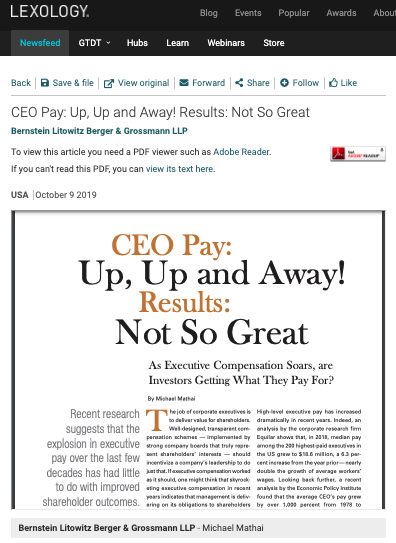 LEXOLOGY.
Blog Events Popular Awards Abou
Newsfeed GTDT Hubs Learn Webinars Store
Back Save & file View original Forward Share Follow Like
CEO Pay: Up, Up and Away! Results: Not So Great
Bernstein Litowitz Berger & Grossmann LLP
To view this article you need a PDF viewer such as Adobe Reader.
If you can't read this PDF, you can view its text here.
USA October 9 2019
CEO Pay:
Up, Up and Away!
Results:
Not So Great
As Executive Compensation Soars, are
Investors Getting What They Pay For?
By Michael Mathai
Recent research
suggests that the
explosion in executive
pay over the last few
decades has had little
to do with improved
shareholder outcomes.
The job of corporate executives is
to deliver value for shareholders.
Well-designed, transparent com-
pensation schemes — implemented by
strong company boards that truly repre-
sent shareholders' interests — should
incentivize a company's leadership to do
just that. If executive compensation worked
as it should, one might think that skyrock-
eting executive compensation in recent
years indicates that management is deliv-
ering on its obligations to shareholders
High-level executive pay has increased
dramatically in recent years. Indeed, an
analysis by the corporate research firm
Equilar shows that, in 2018, median pay
among the 200 highest-paid executives in
the US grew to $18.6 million, a 6.3 par-
cent increase from the year prior—nearly
double the growth of average workers'
wages. Looking back further, a recent
analysis by the Economic Policy Institute
found that the average CEO's pay grew
by over 1,000 percent from 1978 to
Bernstein Litowitz Berger & Grossmann LLP - Michael Mathai